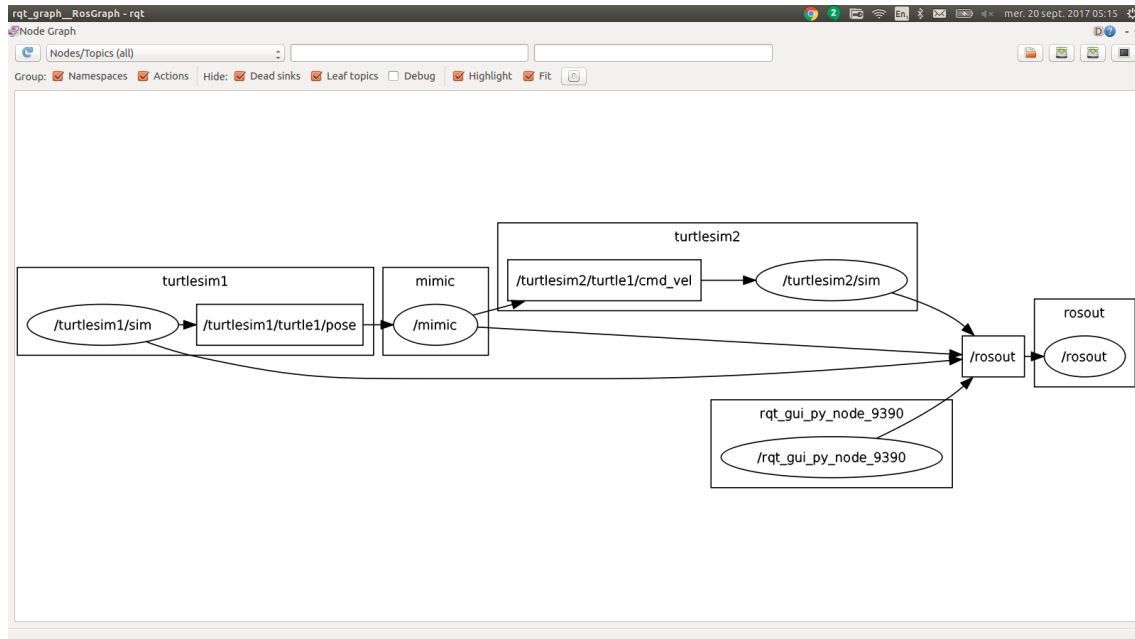 rqt_graph__RosGraph - rqt
2
En
mer. 20 sept. 2017 05:15
Node Graph
D
-
Nodes/Topics (all)
Group: Namespaces Actions Hide: Dead sinks Leaf topics Debug Highlight Fit
turtlesim2
/turtlesim2/turtle1/cmd_vel
/turtlesim2/sim
turtlesim1
/turtlesim1/sim
/turtlesim1/turtle1/pose
mimic
/mimic
rosout
/rosout
/rosout
rqt_gui_py_node_9390
/rqt_gui_py_node_9390